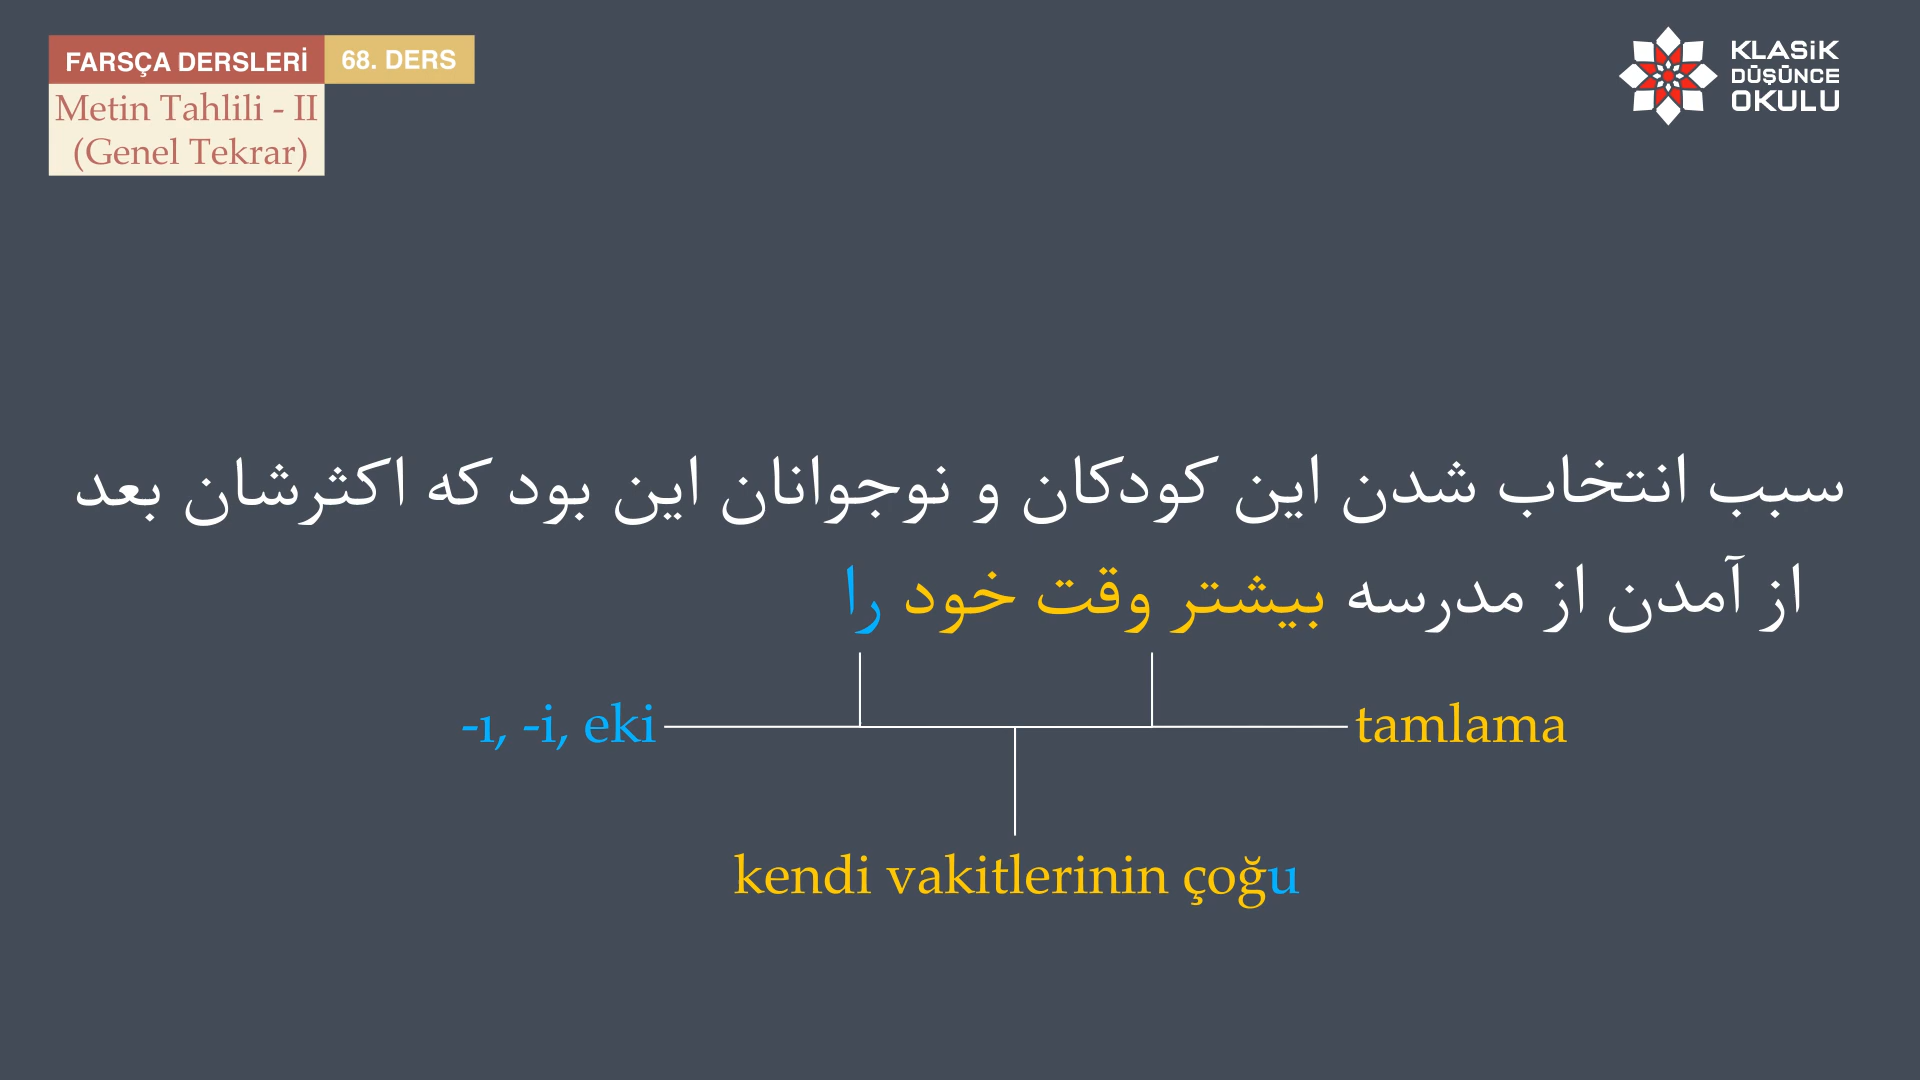 FARSÇA DERSLERİ
68. DERS
Metin Tahlili - II
(Genel Tekrar)
KLASiK
DÜŞÜNCE
OKULU
سبب انتخاب شدن این کودکان و نوجوانان این بود که اکثرشان بعد
از آمدن از مدرسه بیشتر وقت خود را
-ı, -i, eki
tamlama
kendi vakitlerinin çoğu